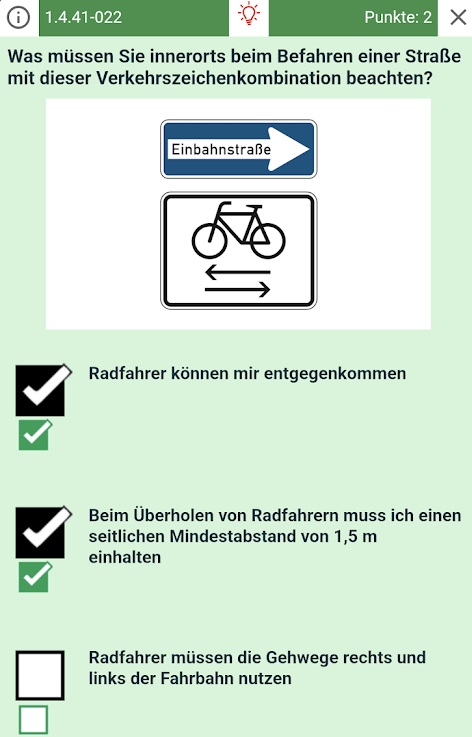 1.4.41-022
Punkte: 2
Was müssen Sie innerorts beim Befahren einer Straße
mit dieser Verkehrszeichenkombination beachten?
Einbahnstraße
Radfahrer können mir entgegenkommen
Beim Überholen von Radfahrern muss ich einen
seitlichen Mindestabstand von 1,5 m
einhalten
Radfahrer müssen die Gehwege rechts und
links der Fahrbahn nutzen